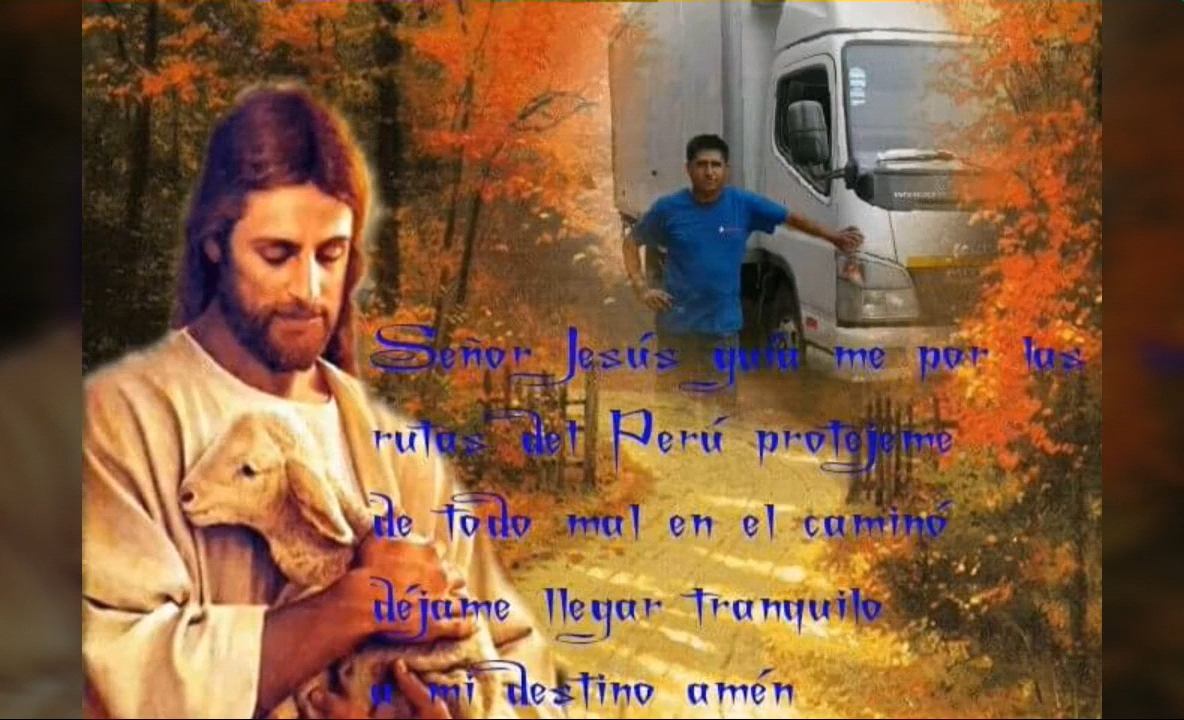 Señor Jesús guía me por las
rutas del Perú protejeme
de todo mal en el caminó
déjame llegar tranquilo
a mi destino amén